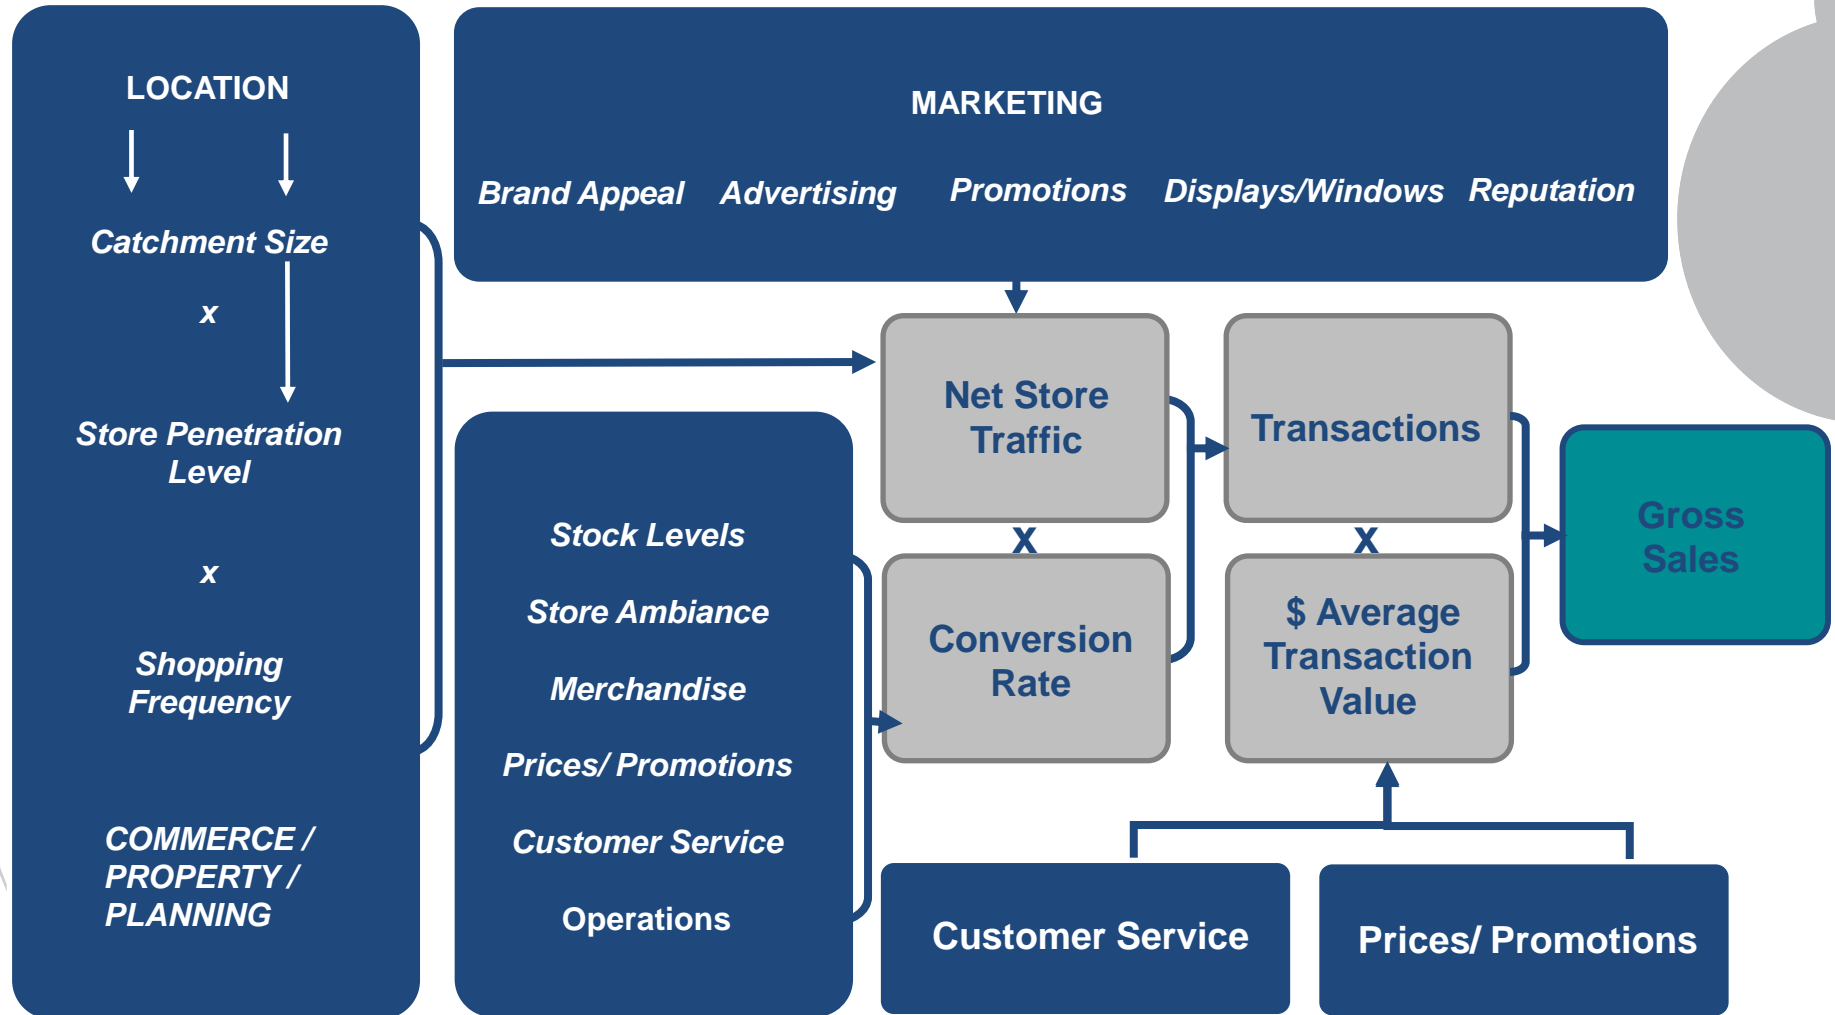 LOCATION
Catchment Size
x
Store Penetration
Level
x
Shopping
Frequency
COMMERCE /
PROPERTY /
PLANNING
MARKETING
Brand Appeal
Advertising
Promotions
Displays/Windows
Reputation
Stock Levels
Store Ambiance
Merchandise
Prices/ Promotions
Customer Service
Operations
Net Store
Traffic
x
Conversion
Rate
Transactions
x
$ Average
Transaction
Value
Gross
Sales
Customer Service
Prices/ Promotions